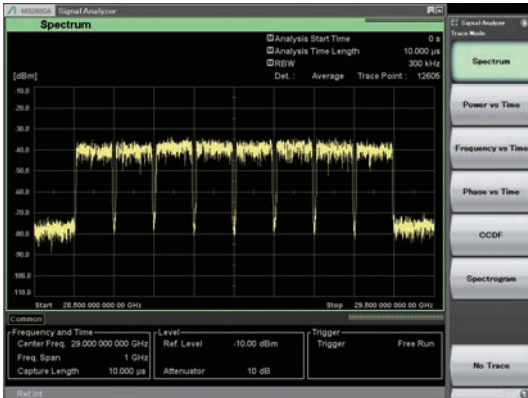 MS2850A Signal Analyzer
Spectrum
Analysis Start Time 0 s
Analysis Time Length 10.000 µs
RBW 300 kHz
Det. : Average Trace Point : 12605
[dBm]
-10.0
-20.0
-30.0
-40.0
-50.0
-60.0
-70.0
-80.0
-90.0
-100.0
-110.0
Start 28.500 000 000 00 GHz Stop 29.500 000 000 00 GHz
Common
Frequency and Time
Center Freq. 29.000 000 000 GHz
Freq. Span 1 GHz
Capture Length 10.000 µs
Level
Ref. Level -10.00 dBm
Attenuator 10 dB
Trigger
Trigger Free Run
Ref.Int
Signal Analyzer
Trace Mode
Spectrum
Power vs Time
Frequency vs Time
Phase vs Time
CCDF
Spectrogram
No Trace